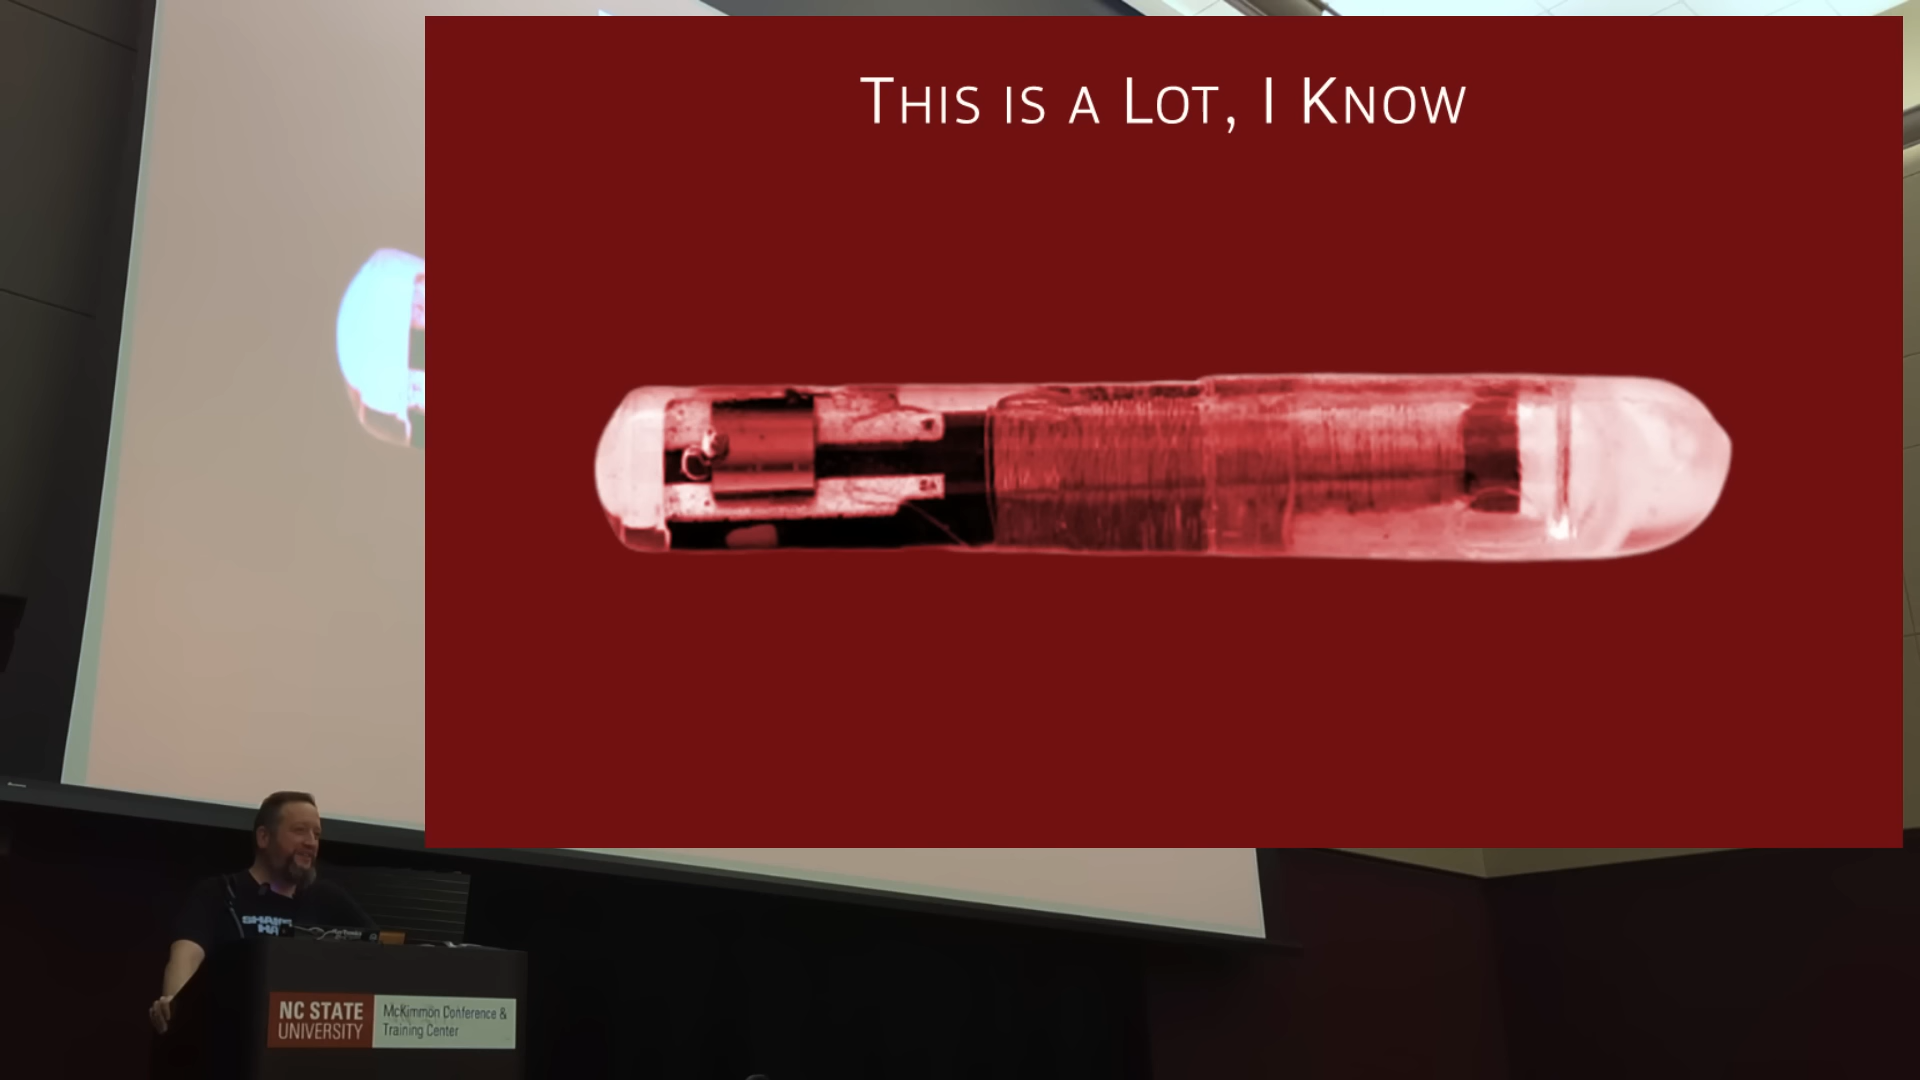 THIS IS A LOT, I KNOW
NC STATE
UNIVERSITY
McKimmon Conference &
Training Center